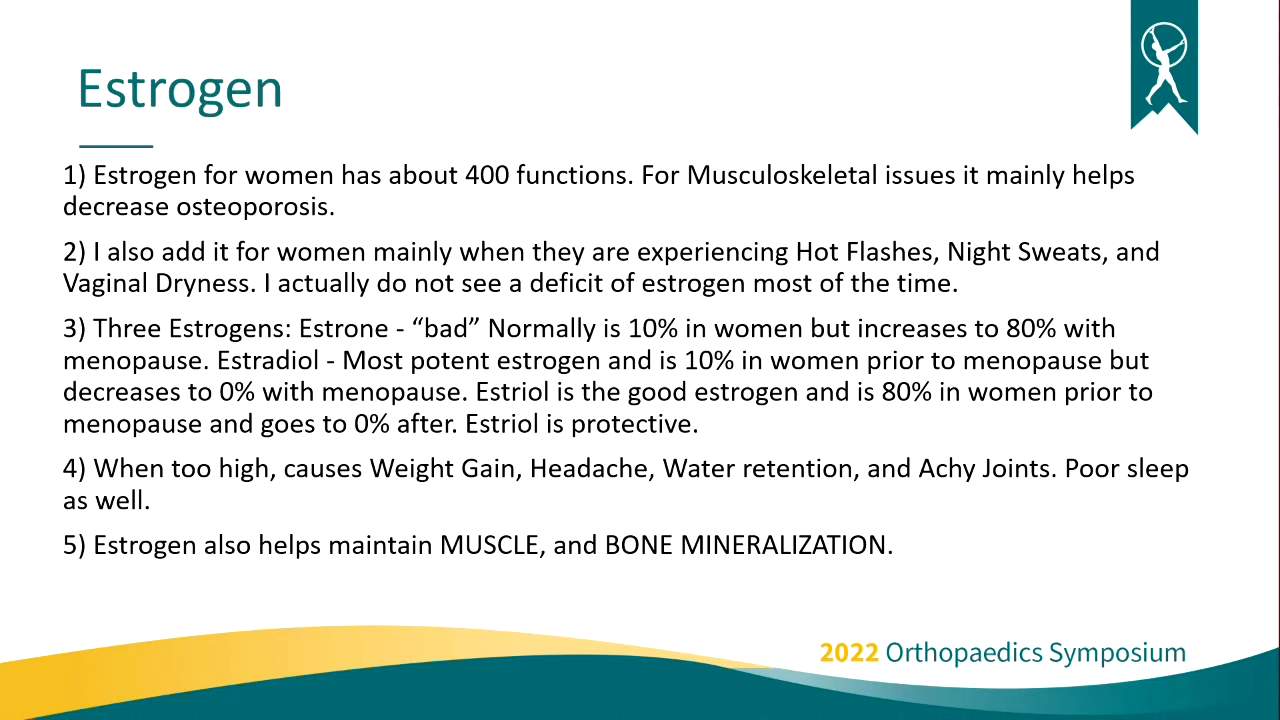 Estrogen
1) Estrogen for women has about 400 functions. For Musculoskeletal issues it mainly helps
decrease osteoporosis.
2) I also add it for women mainly when they are experiencing Hot Flashes, Night Sweats, and
Vaginal Dryness. I actually do not see a deficit of estrogen most of the time.
3) Three Estrogens: Estrone - “bad” Normally is 10% in women but increases to 80% with
menopause. Estradiol - Most potent estrogen and is 10% in women prior to menopause but
decreases to 0% with menopause. Estriol is the good estrogen and is 80% in women prior to
menopause and goes to 0% after. Estriol is protective.
4) When too high, causes Weight Gain, Headache, Water retention, and Achy Joints. Poor sleep
as well.
5) Estrogen also helps maintain MUSCLE, and BONE MINERALIZATION.
2022 Orthopaedics Symposium